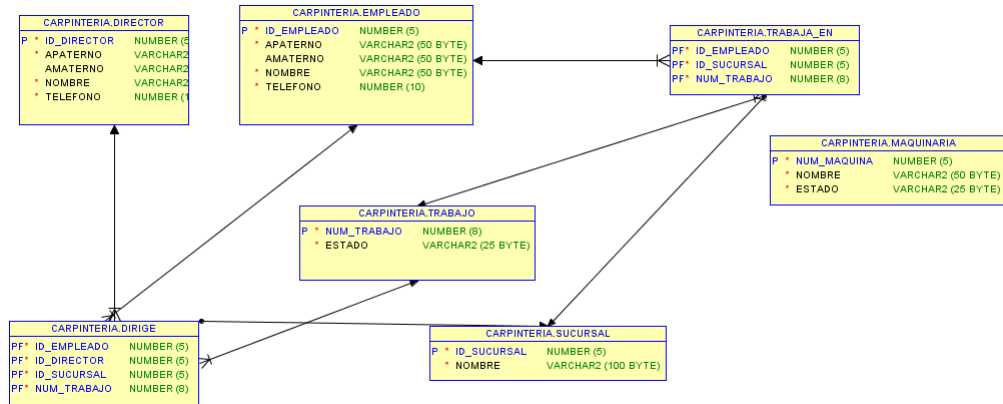 CARPINTERIA.DIRECTOR
P * ID_DIRECTOR NUMBER (5
* APATERNO VARCHAR2
AMATERNO VARCHAR2
* NOMBRE VARCHAR2
* TELEFONO NUMBER (1
CARPINTERIA.EMPLEADO
P * ID_EMPLEADO NUMBER (5)
* APATERNO VARCHAR2 (50 BYTE)
AMATERNO VARCHAR2 (50 BYTE)
* NOMBRE VARCHAR2 (50 BYTE)
* TELEFONO NUMBER (10)
CARPINTERIA.TRABAJA_EN
PF* ID_EMPLEADO NUMBER (5)
PF* ID_SUCURSAL NUMBER (5)
PF* NUM_TRABAJO NUMBER (8)
CARPINTERIA.MAQUINARIA
P * NUM_MAQUINA NUMBER (5)
* NOMBRE VARCHAR2 (50 BYTE)
* ESTADO VARCHAR2 (25 BYTE)
CARPINTERIA.TRABAJO
P * NUM_TRABAJO NUMBER (8)
* ESTADO VARCHAR2 (25 BYTE)
CARPINTERIA.DIRIGE
PF* ID_EMPLEADO NUMBER (5)
PF* ID_DIRECTOR NUMBER (5)
PF* ID_SUCURSAL NUMBER (5)
PF* NUM_TRABAJO NUMBER (8)
CARPINTERIA.SUCURSAL
P * ID_SUCURSAL NUMBER (5)
* NOMBRE VARCHAR2 (100 BYTE)